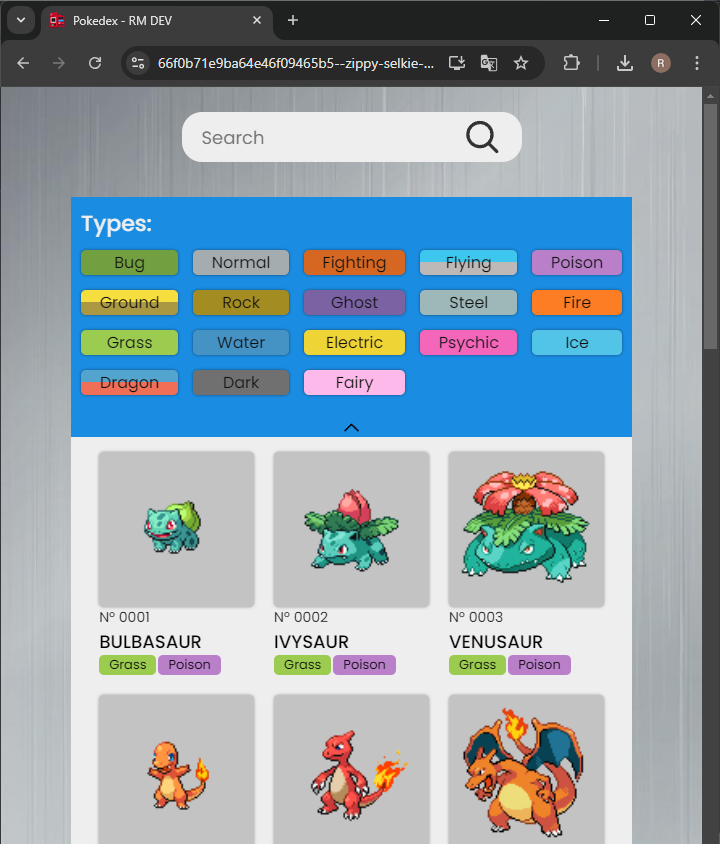 Pokedex - RM DEV
66f0b71e9ba64e46f09465b5--zippy-selkie-...
R
Search
Types:
Bug Normal Fighting Flying Poison
Ground Rock Ghost Steel Fire
Grass Water Electric Psychic Ice
Dragon Dark Fairy
Nº 0001 Nº 0002 Nº 0003
BULBASAUR IVYSAUR VENUSAUR
Grass Poison Grass Poison Grass Poison